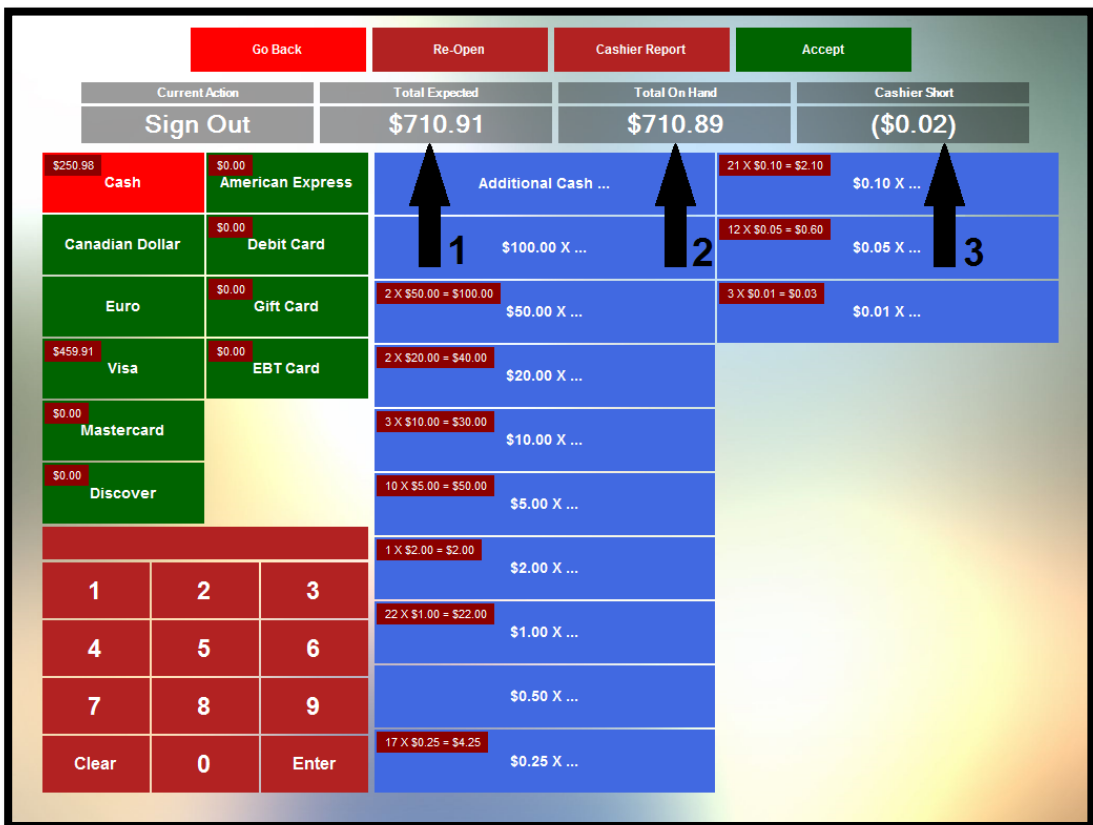 Go Back Re-Open Cashier Report Accept
Current Action Total Expected Total On Hand Cashier Short
Sign Out $710.91 $710.89 ($0.02)
$250.98
Cash
$0.00
American Express
Canadian Dollar
$0.00
Debit Card
Euro
$0.00
Gift Card
$459.91
Visa
$0.00
EBT Card
$0.00
Mastercard
$0.00
Discover
1 2 3
4 5 6
7 8 9
Clear 0 Enter
Additional Cash ...
$100.00 X ...
2 X $50.00 = $100.00
$50.00 X ...
2 X $20.00 = $40.00
$20.00 X ...
3 X $10.00 = $30.00
$10.00 X ...
10 X $5.00 = $50.00
$5.00 X ...
1 X $2.00 = $2.00
$2.00 X ...
22 X $1.00 = $22.00
$1.00 X ...
$0.50 X ...
17 X $0.25 = $4.25
$0.25 X ...
21 X $0.10 = $2.10
$0.10 X ...
12 X $0.05 = $0.60
$0.05 X ...
3 X $0.01 = $0.03
$0.01 X ...
1
2
3